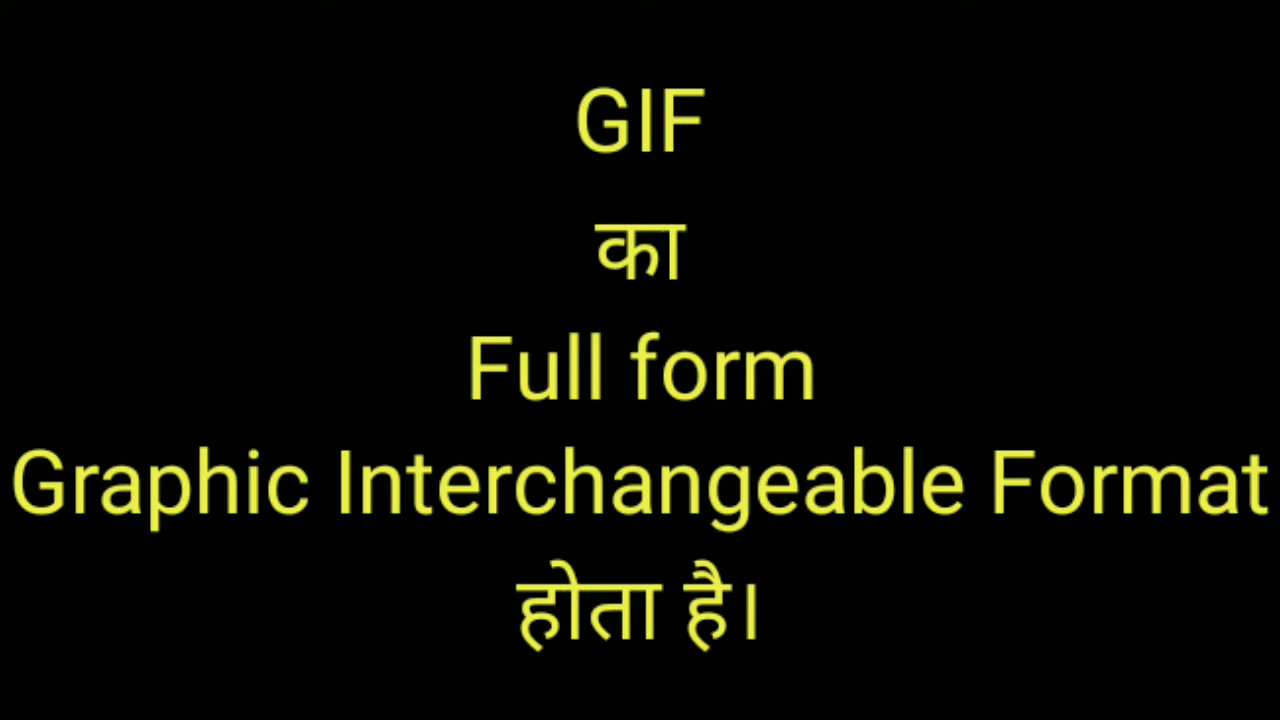 GIF
का
Full form
Graphic Interchangeable Format
होता है।